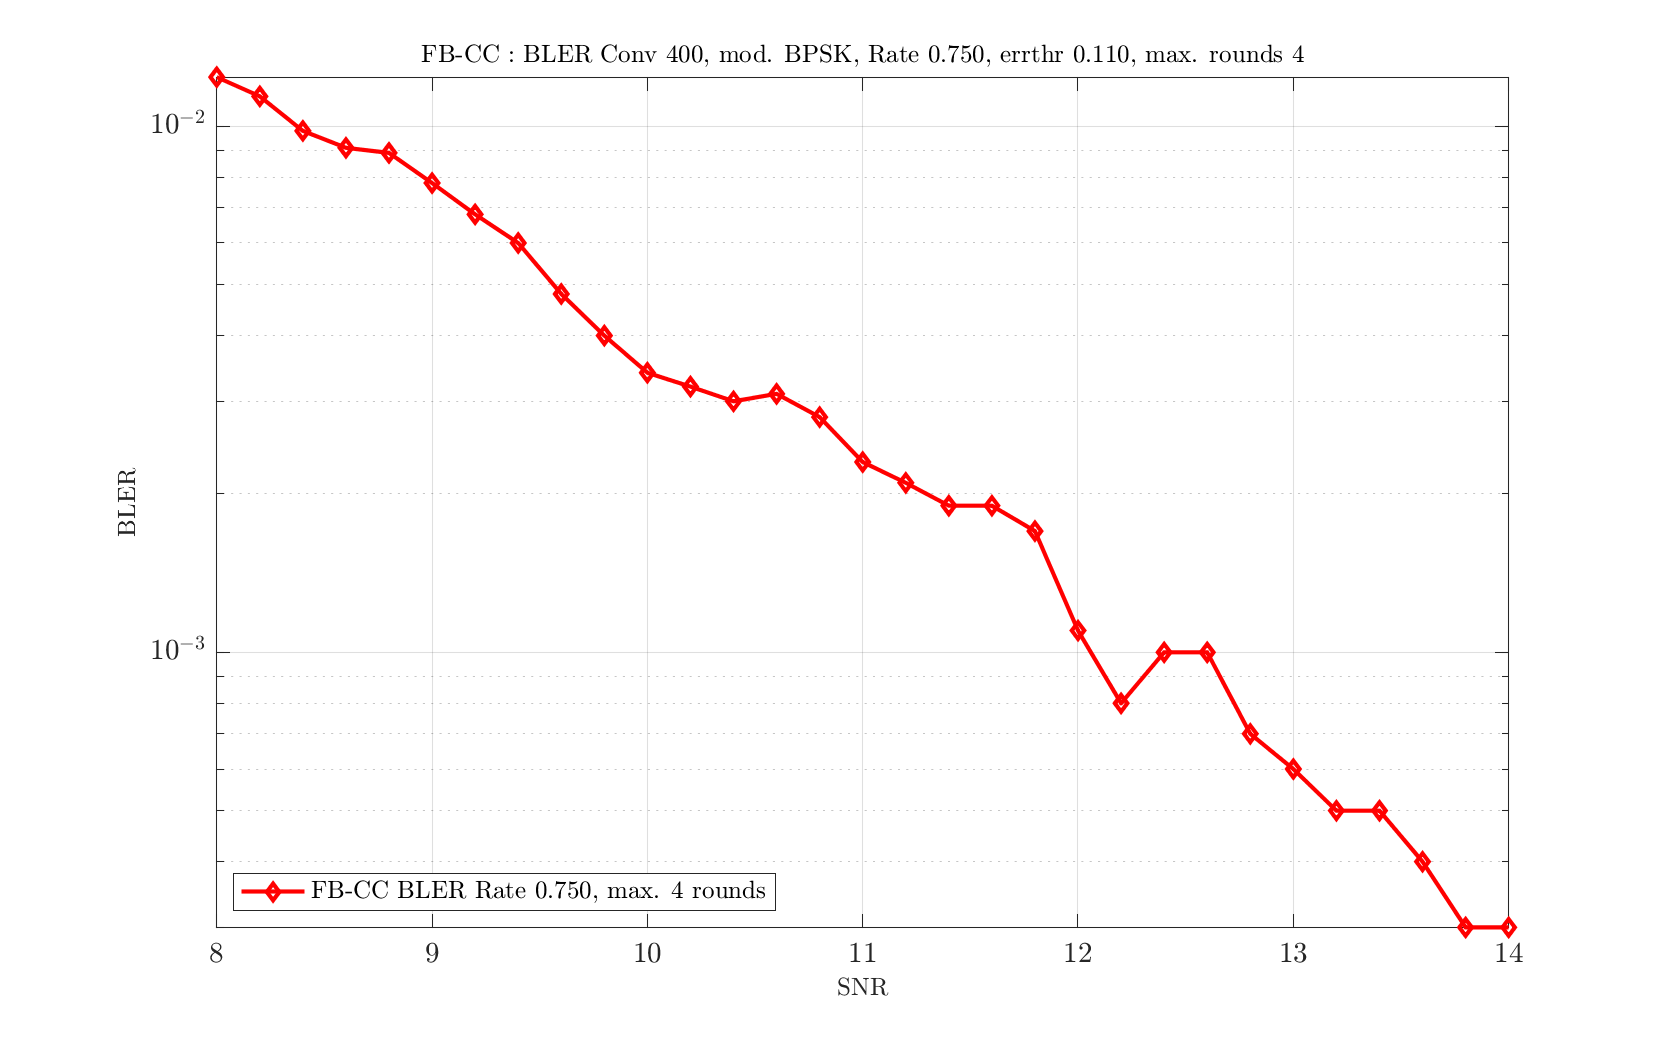 FB-CC : BLER Conv 400, mod. BPSK, Rate 0.750, errthr 0.110, max. rounds 4
10⁻²
10⁻³
BLER
FB-CC BLER Rate 0.750, max. 4 rounds
8 9 10 11 12 13 14
SNR